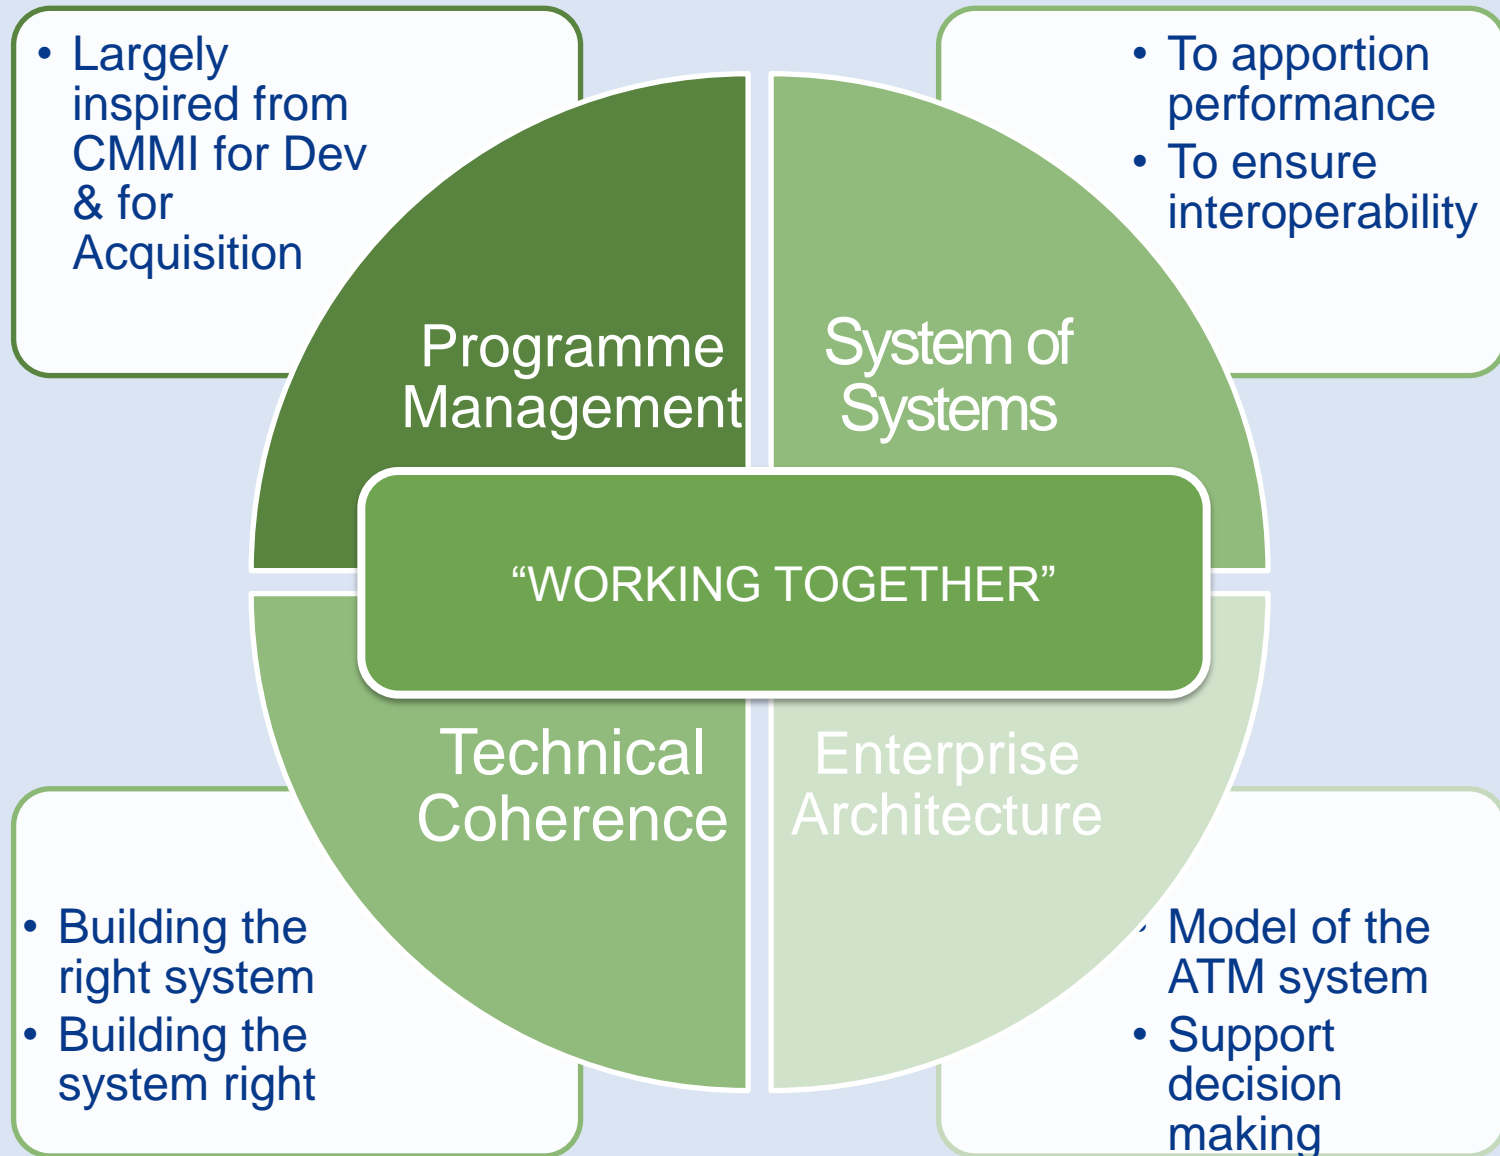 • Largely
inspired from
CMMI for Dev
& for
Acquisition
• To apportion
performance
• To ensure
interoperability
Programme
Management
System of
Systems
“WORKING TOGETHER”
Technical
Coherence
Enterprise
Architecture
• Building the
right system
• Building the
system right
• Model of the
ATM system
• Support
decision
making